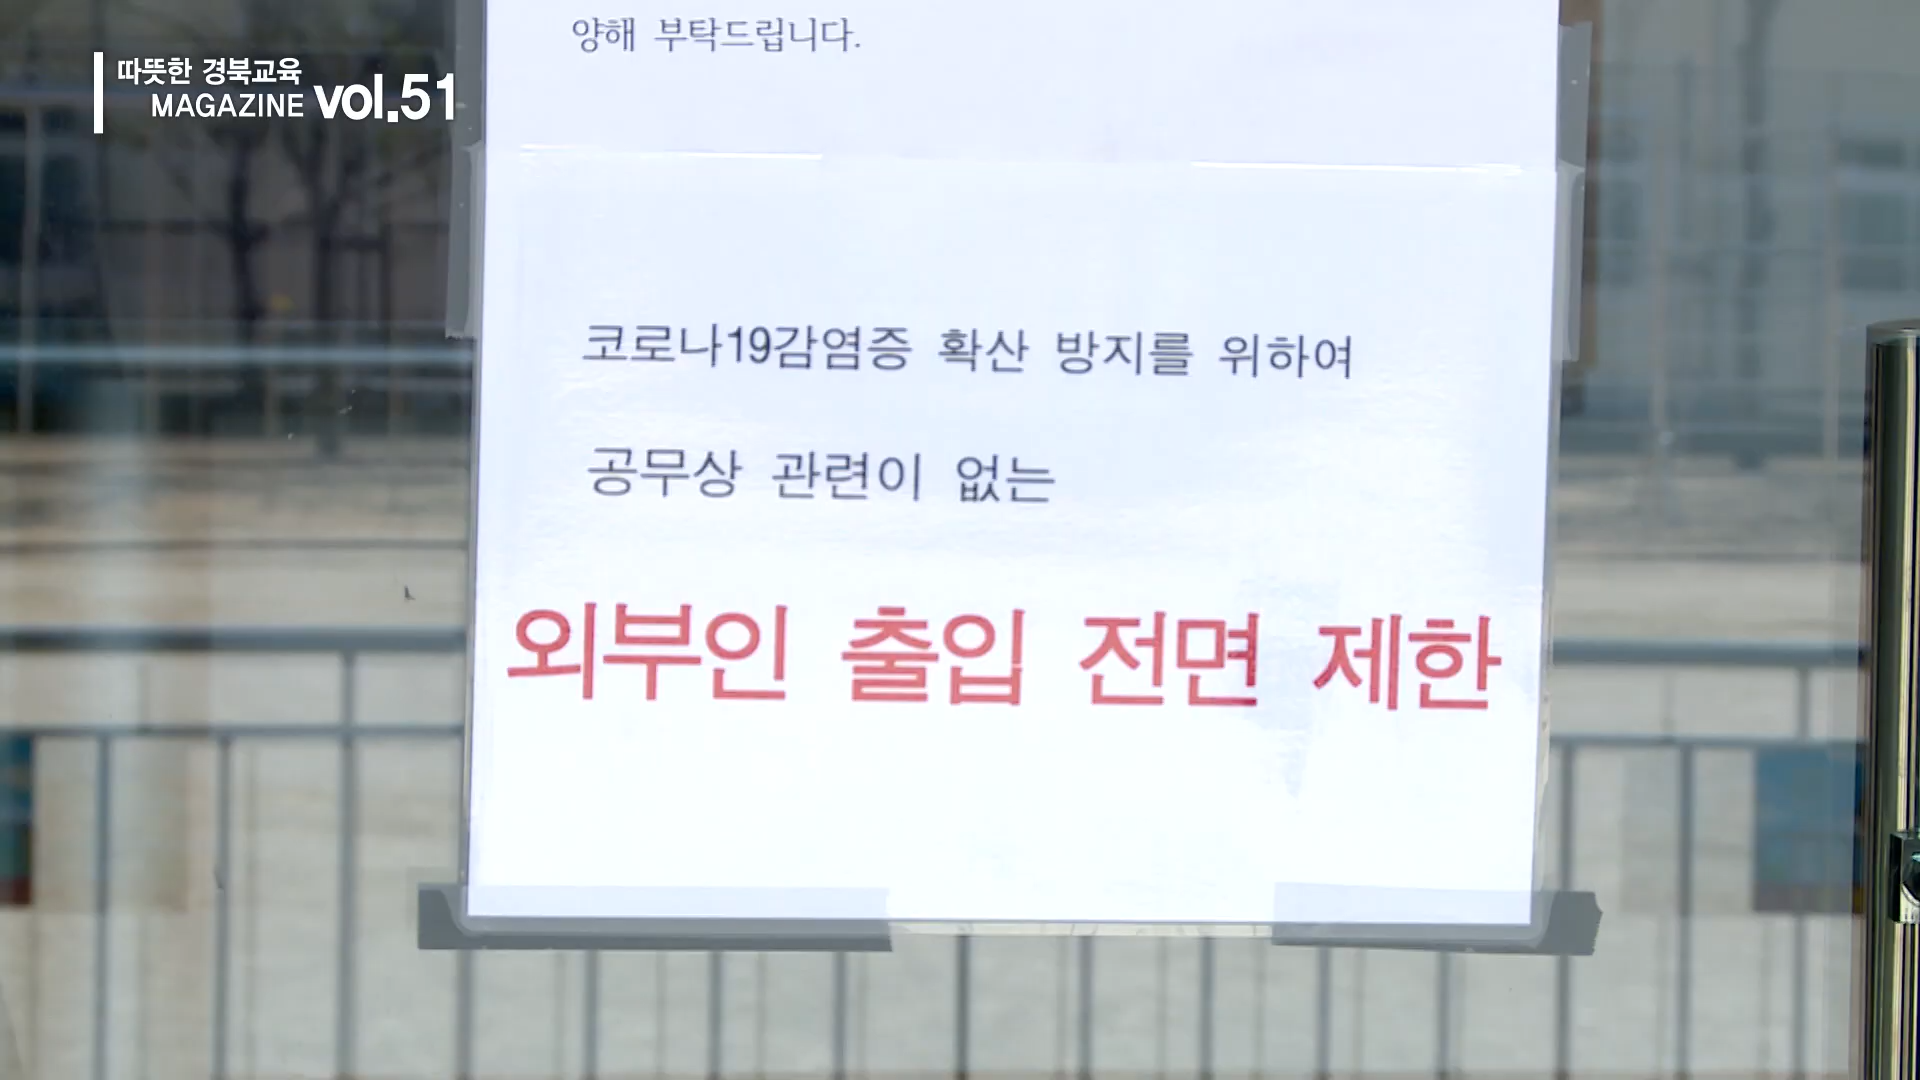 따뜻한 경북교육
MAGAZINE vol.51
양해 부탁드립니다.
코로나19감염증 확산 방지를 위하여
공무상 관련이 없는
외부인 출입 전면 제한